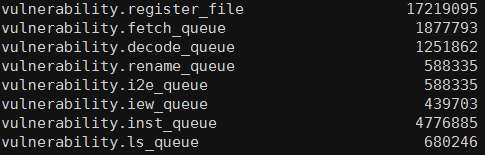 vulnerability.register_file 17219095
vulnerability.fetch_queue 1877793
vulnerability.decode_queue 1251862
vulnerability.rename_queue 588335
vulnerability.i2e_queue 588335
vulnerability.iew_queue 439703
vulnerability.inst_queue 4776885
vulnerability.ls_queue 680246